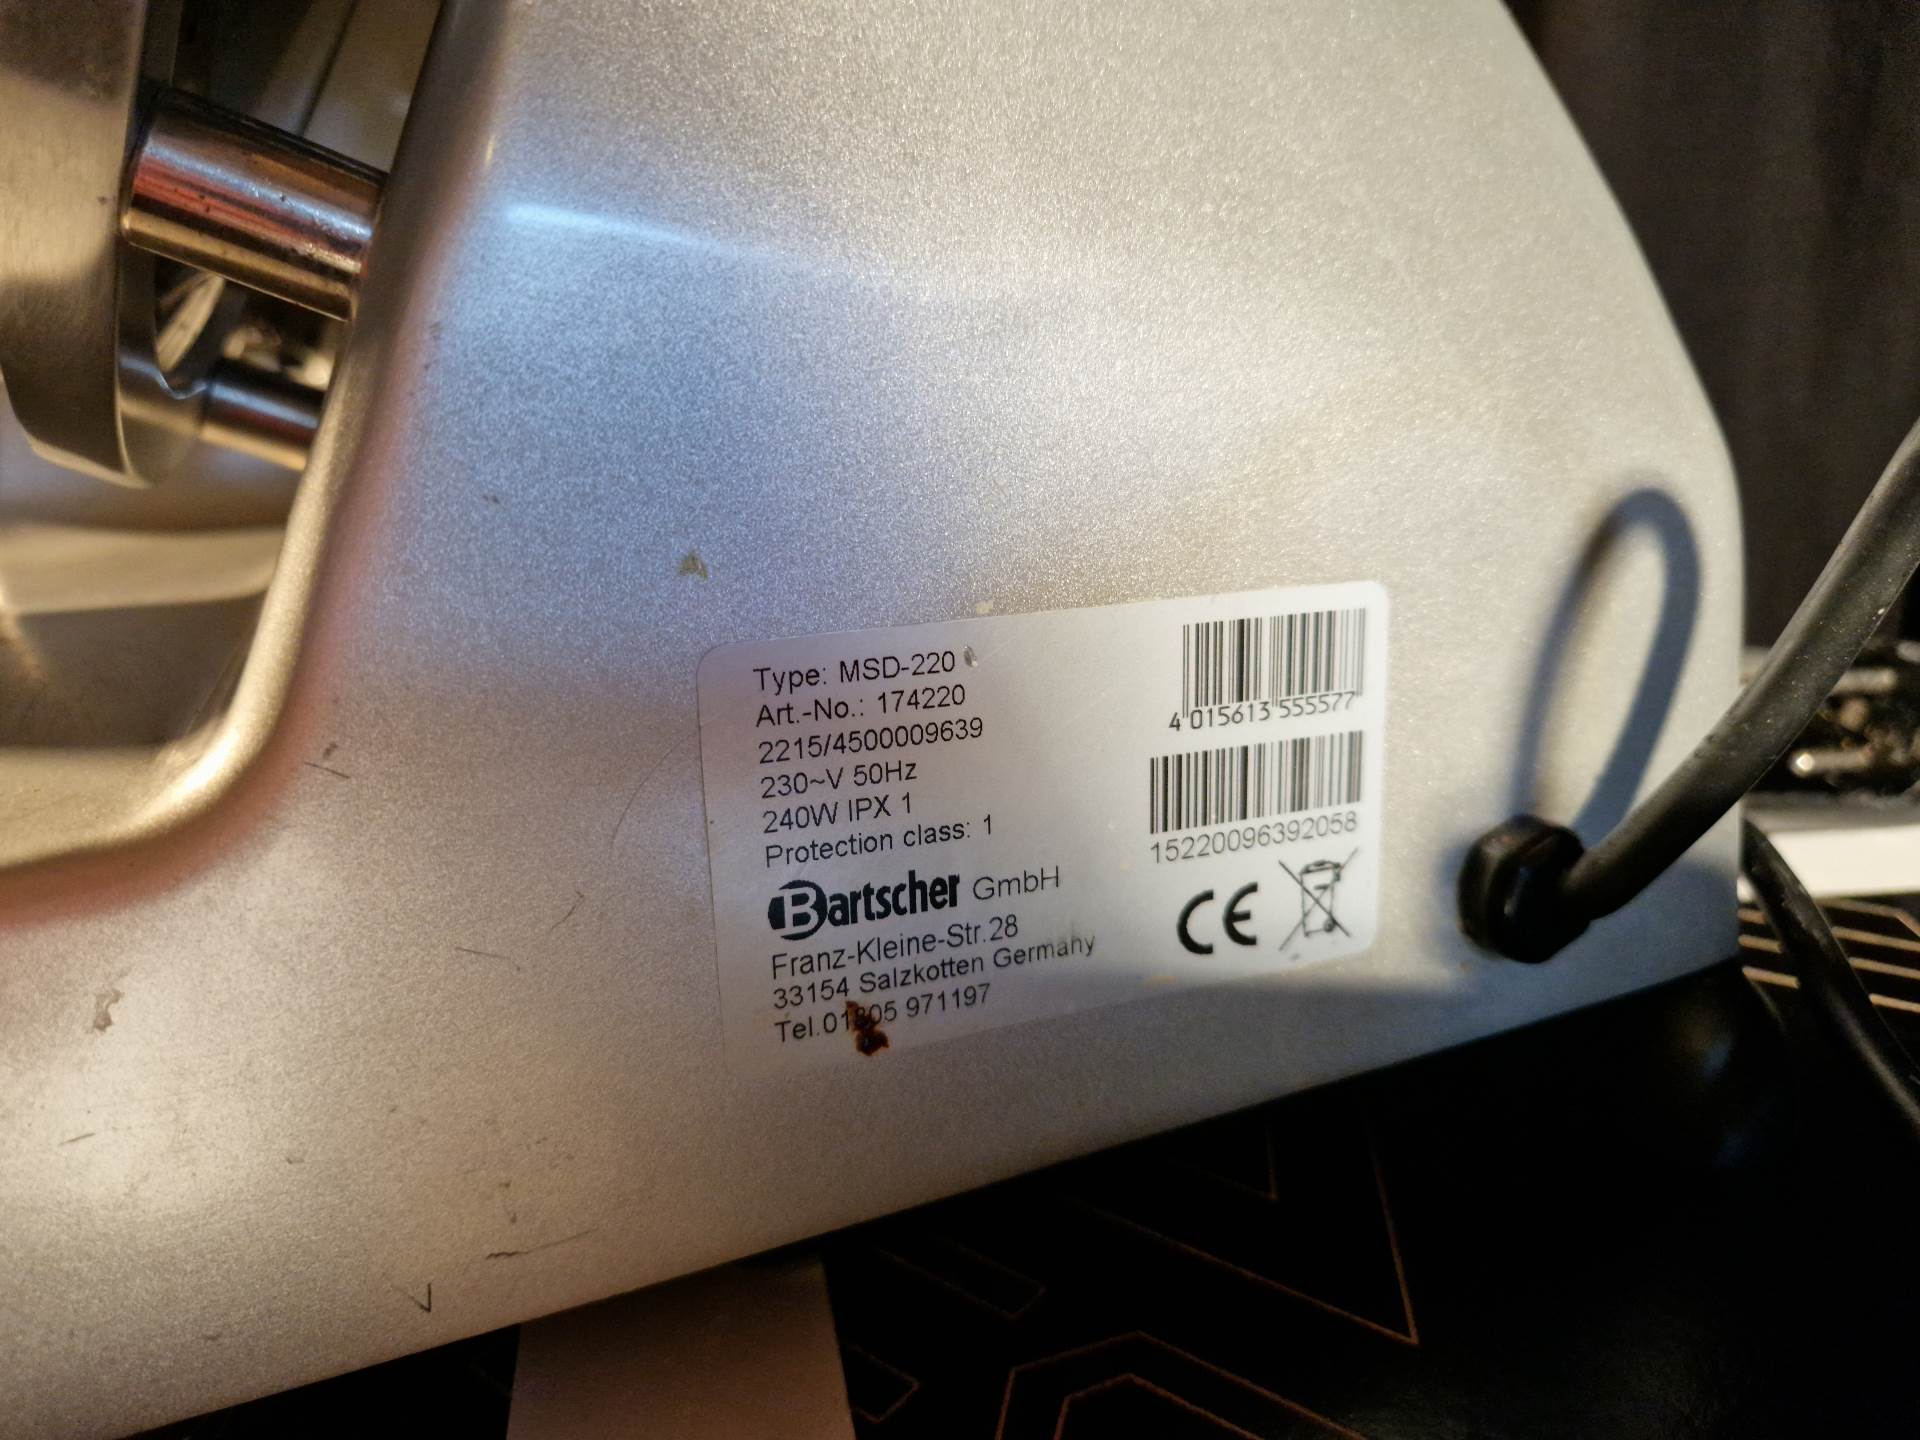 Type: MSD-220
Art.-No.: 174220
2215/4500009639
230~V 50Hz
240W IPX 1
Protection class: 1
Bartscher GmbH
Franz-Kleine-Str.28
33154 Salzkotten Germany
Tel.01805 971197
4 015613 555577
15220096392058
CE